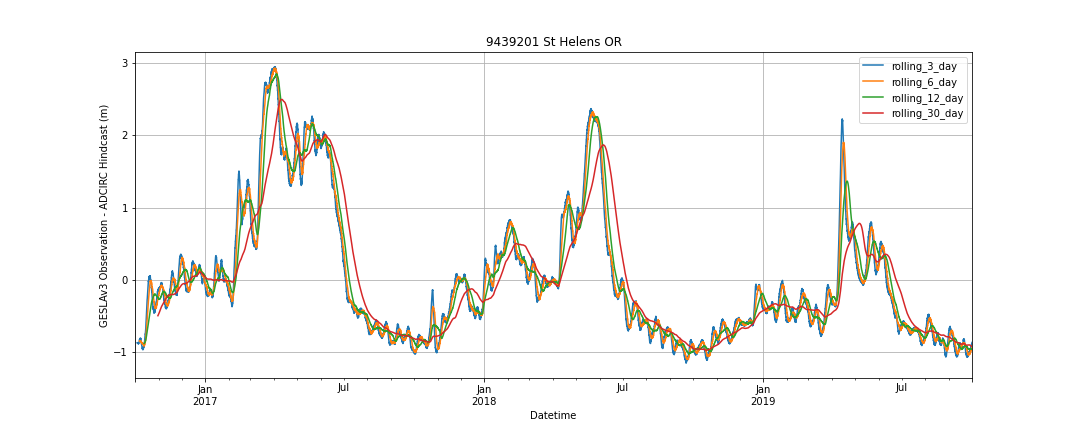 9439201 St Helens OR
GESLAv3 Observation - ADCIRC Hindcast (m)
3
2
1
0
−1
rolling_3_day
rolling_6_day
rolling_12_day
rolling_30_day
Jan
2017
Jul
Jan
2018
Jul
Jan
2019
Jul
Datetime